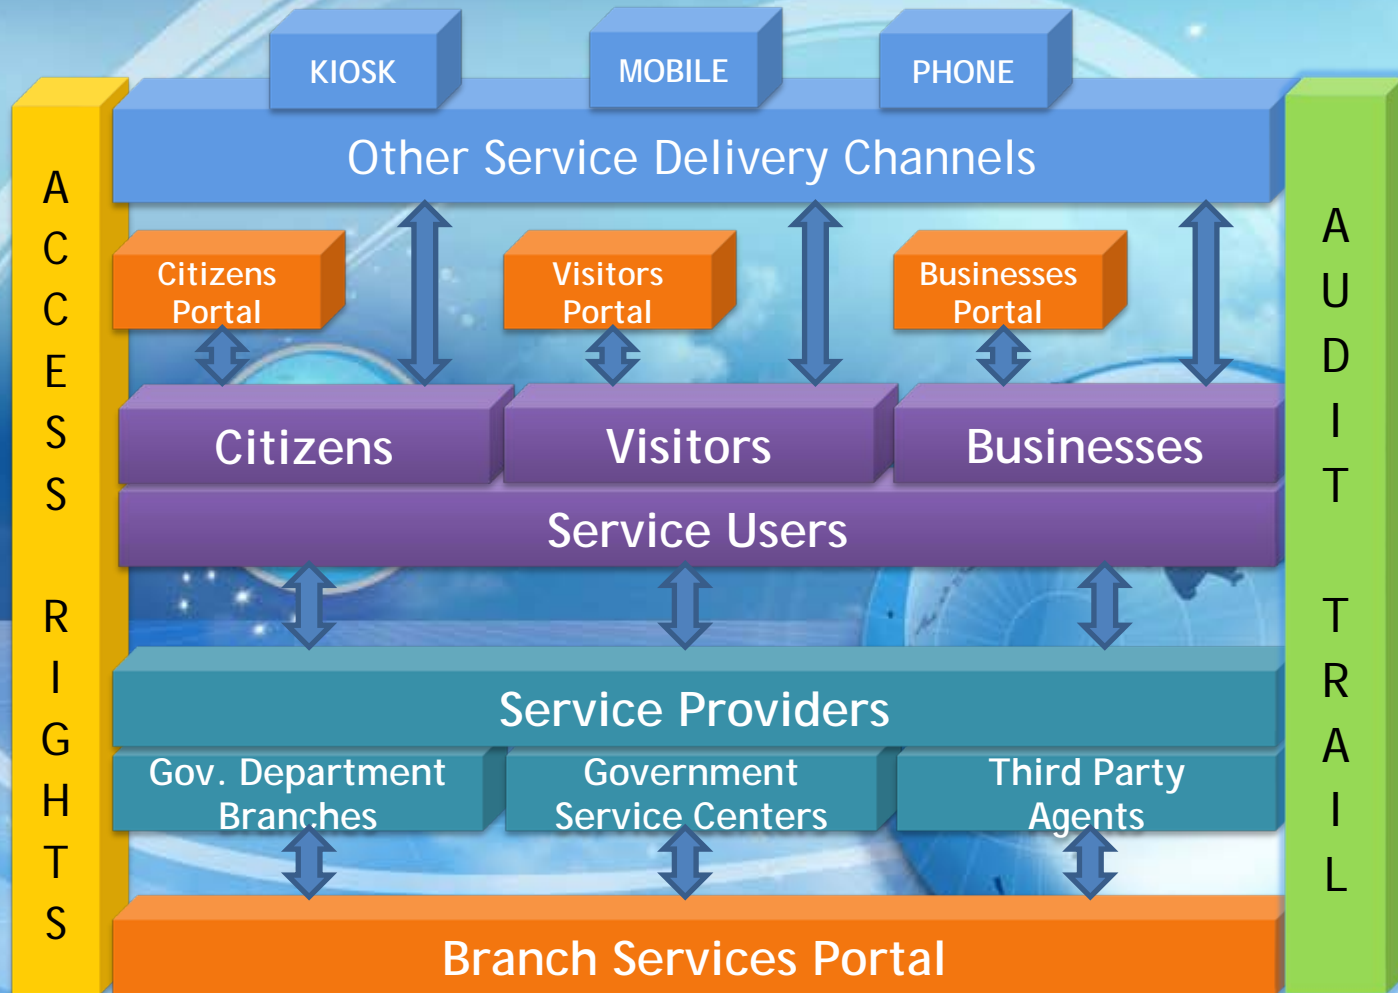 KIOSK
MOBILE
PHONE
Other Service Delivery Channels
ACCESS RIGHTS
AUDIT TRAIL
Citizens
Portal
Visitors
Portal
Businesses
Portal
Citizens
Visitors
Businesses
Service Users
Service Providers
Gov. Department
Branches
Government
Service Centers
Third Party
Agents
Branch Services Portal